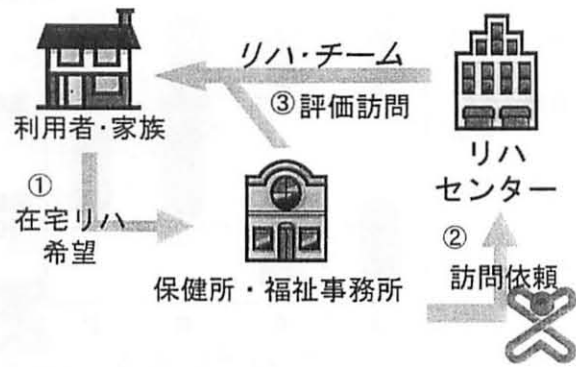 リハ・チーム
③評価訪問
利用者・家族
リハ
センター
①
在宅リハ
希望
②
訪問依頼
保健所・福祉事務所